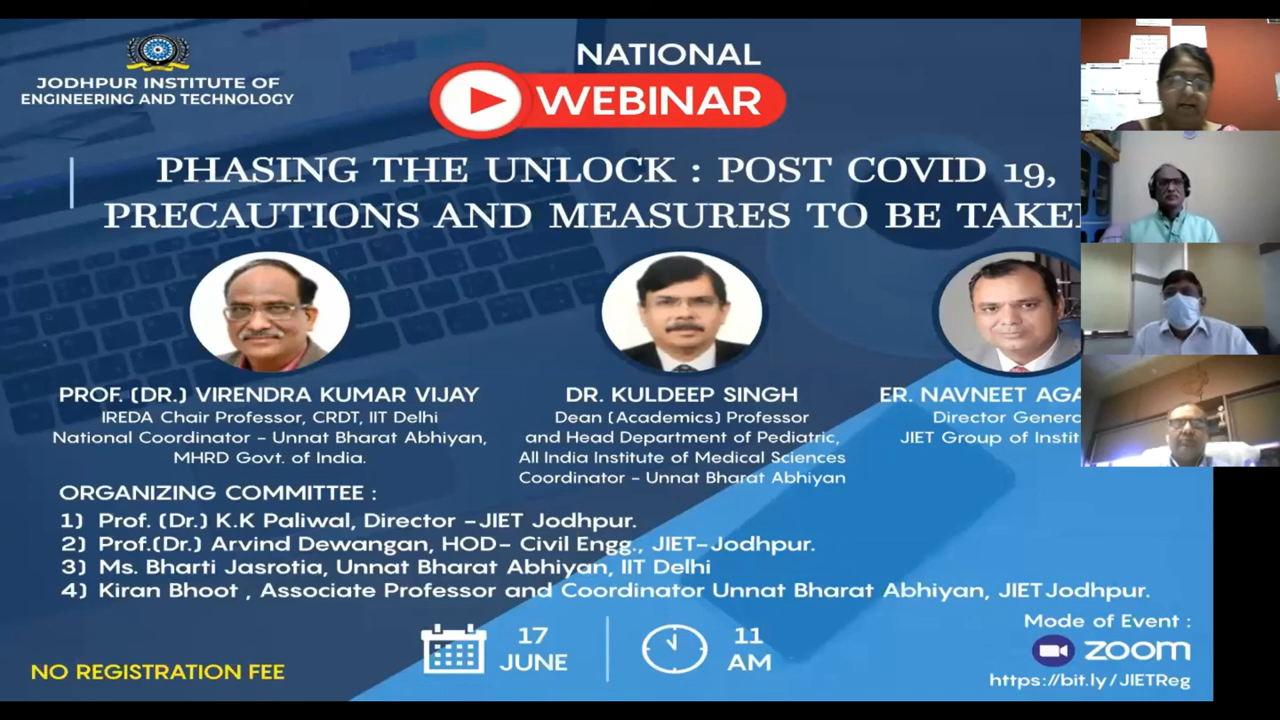 JODHPUR INSTITUTE OF
ENGINEERING AND TECHNOLOGY
NATIONAL
WEBINAR
PHASING THE UNLOCK : POST COVID 19,
PRECAUTIONS AND MEASURES TO BE TAKE
PROF. (DR.) VIRENDRA KUMAR VIJAY
IREDA Chair Professor, CRDT, IIT Delhi
National Coordinator - Unnat Bharat Abhiyan,
MHRD Govt. of India.
DR. KULDEEP SINGH
Dean (Academics) Professor
and Head Department of Pediatric,
All India Institute of Medical Sciences
Coordinator - Unnat Bharat Abhiyan
ER. NAVNEET AGA
Director Genera
JIET Group of Instit
ORGANIZING COMMITTEE :
1) Prof. (Dr.) K.K Paliwal, Director -JIET Jodhpur.
2) Prof.(Dr.) Arvind Dewangan, HOD- Civil Engg., JIET-Jodhpur.
3) Ms. Bharti Jasrotia, Unnat Bharat Abhiyan, IIT Delhi
4) Kiran Bhoot , Associate Professor and Coordinator Unnat Bharat Abhiyan, JIET Jodhpur.
17
JUNE
11
AM
Mode of Event :
zoom
https://bit.ly/JIETReg
NO REGISTRATION FEE